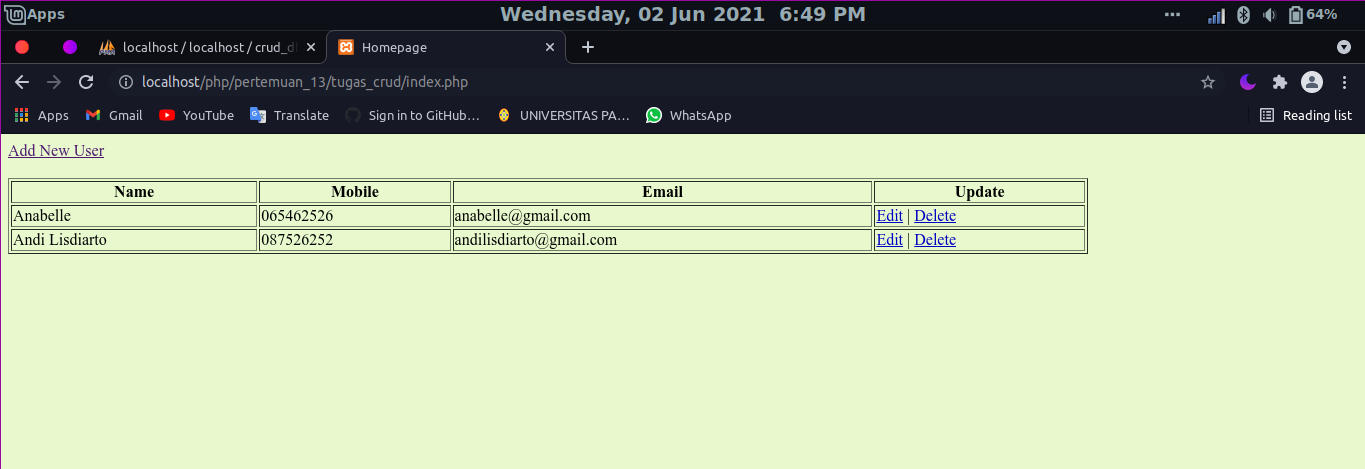 Apps Wednesday, 02 Jun 2021 6:49 PM 64%
localhost / localhost / crud_d Homepage
localhost/php/pertemuan_13/tugas_crud/index.php
Apps Gmail YouTube Translate Sign in to GitHub… UNIVERSITAS PA… WhatsApp Reading list
Add New User
Name Mobile Email Update
Anabelle 065462526 anabelle@gmail.com Edit | Delete
Andi Lisdiarto 087526252 andilisdiarto@gmail.com Edit | Delete